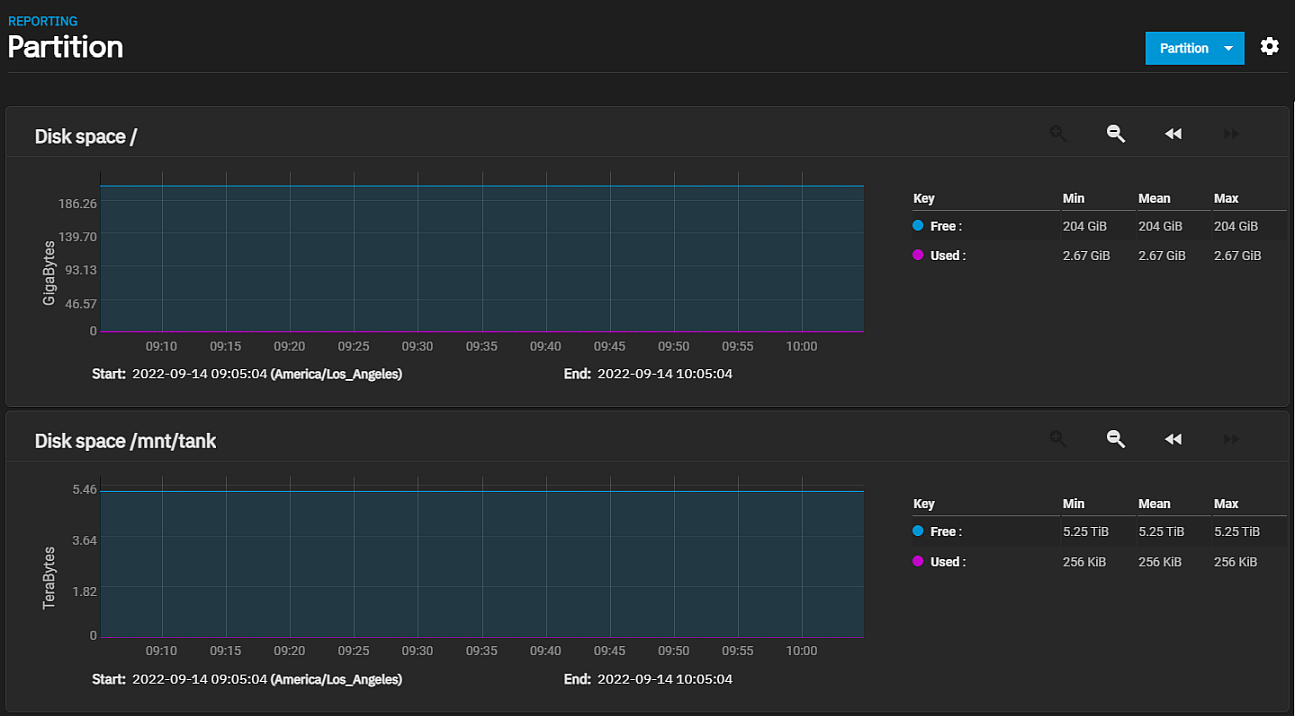 REPORTING
Partition
Partition
Disk space /
GigaBytes
186.26
139.70
93.13
46.57
0
09:10 09:15 09:20 09:25 09:30 09:35 09:40 09:45 09:50 09:55 10:00
Start: 2022-09-14 09:05:04 (America/Los_Angeles) End: 2022-09-14 10:05:04
Key Min Mean Max
Free : 204 GiB 204 GiB 204 GiB
Used : 2.67 GiB 2.67 GiB 2.67 GiB
Disk space /mnt/tank
TeraBytes
5.46
3.64
1.82
0
09:10 09:15 09:20 09:25 09:30 09:35 09:40 09:45 09:50 09:55 10:00
Start: 2022-09-14 09:05:04 (America/Los_Angeles) End: 2022-09-14 10:05:04
Key Min Mean Max
Free : 5.25 TiB 5.25 TiB 5.25 TiB
Used : 256 KiB 256 KiB 256 KiB